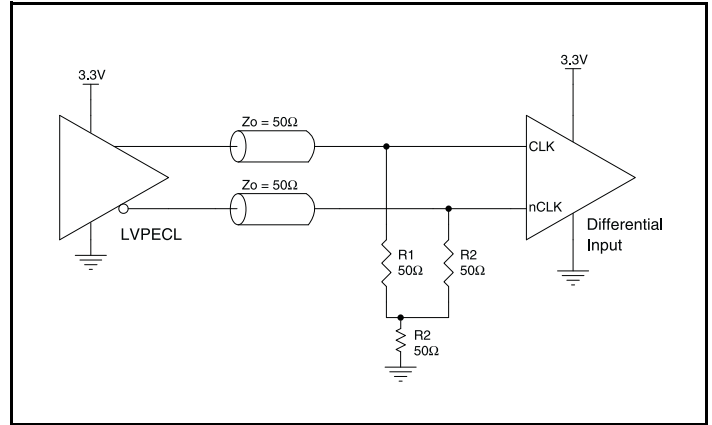 3.3V
3.3V
Zo = 50Ω
CLK
Zo = 50Ω
nCLK
LVPECL
Differential
Input
R1
50Ω
R2
50Ω
R2
50Ω